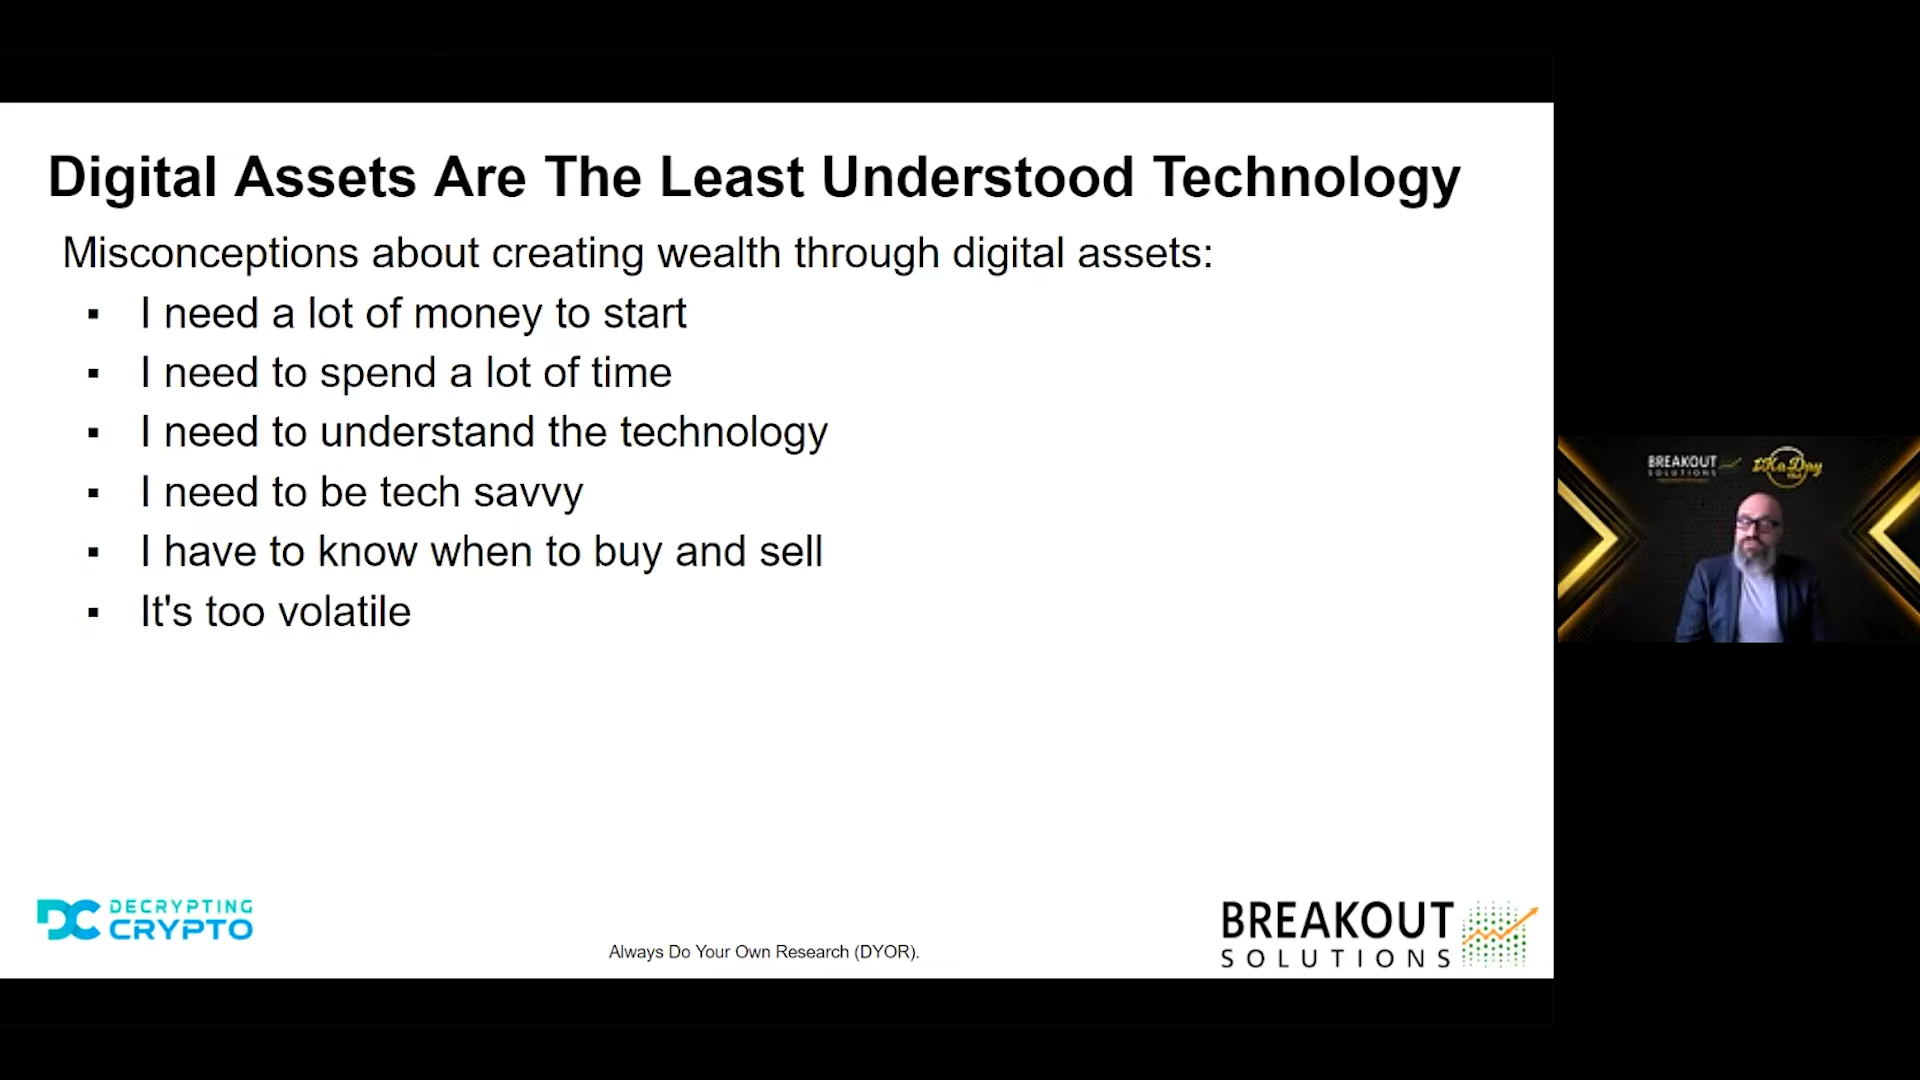 Digital Assets Are The Least Understood Technology
Misconceptions about creating wealth through digital assets:
▪ I need a lot of money to start
▪ I need to spend a lot of time
▪ I need to understand the technology
▪ I need to be tech savvy
▪ I have to know when to buy and sell
▪ It's too volatile
DECRYPTING
CRYPTO
Always Do Your Own Research (DYOR).
BREAKOUT
SOLUTIONS
BREAKOUT
SOLUTIONS
1K a Day